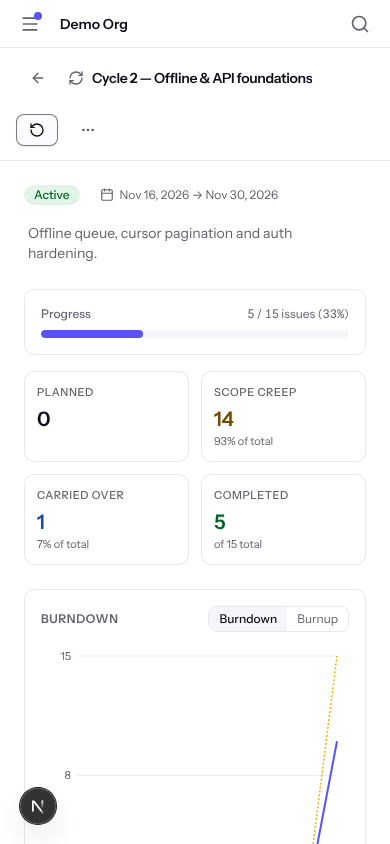 Demo Org
Cycle 2 — Offline & API foundations
Active
Nov 16, 2026 → Nov 30, 2026
Offline queue, cursor pagination and auth
hardening.
Progress
5 / 15 issues (33%)
PLANNED
0
SCOPE CREEP
14
93% of total
CARRIED OVER
1
7% of total
COMPLETED
5
of 15 total
BURNDOWN
Burndown
Burnup
15
8
N